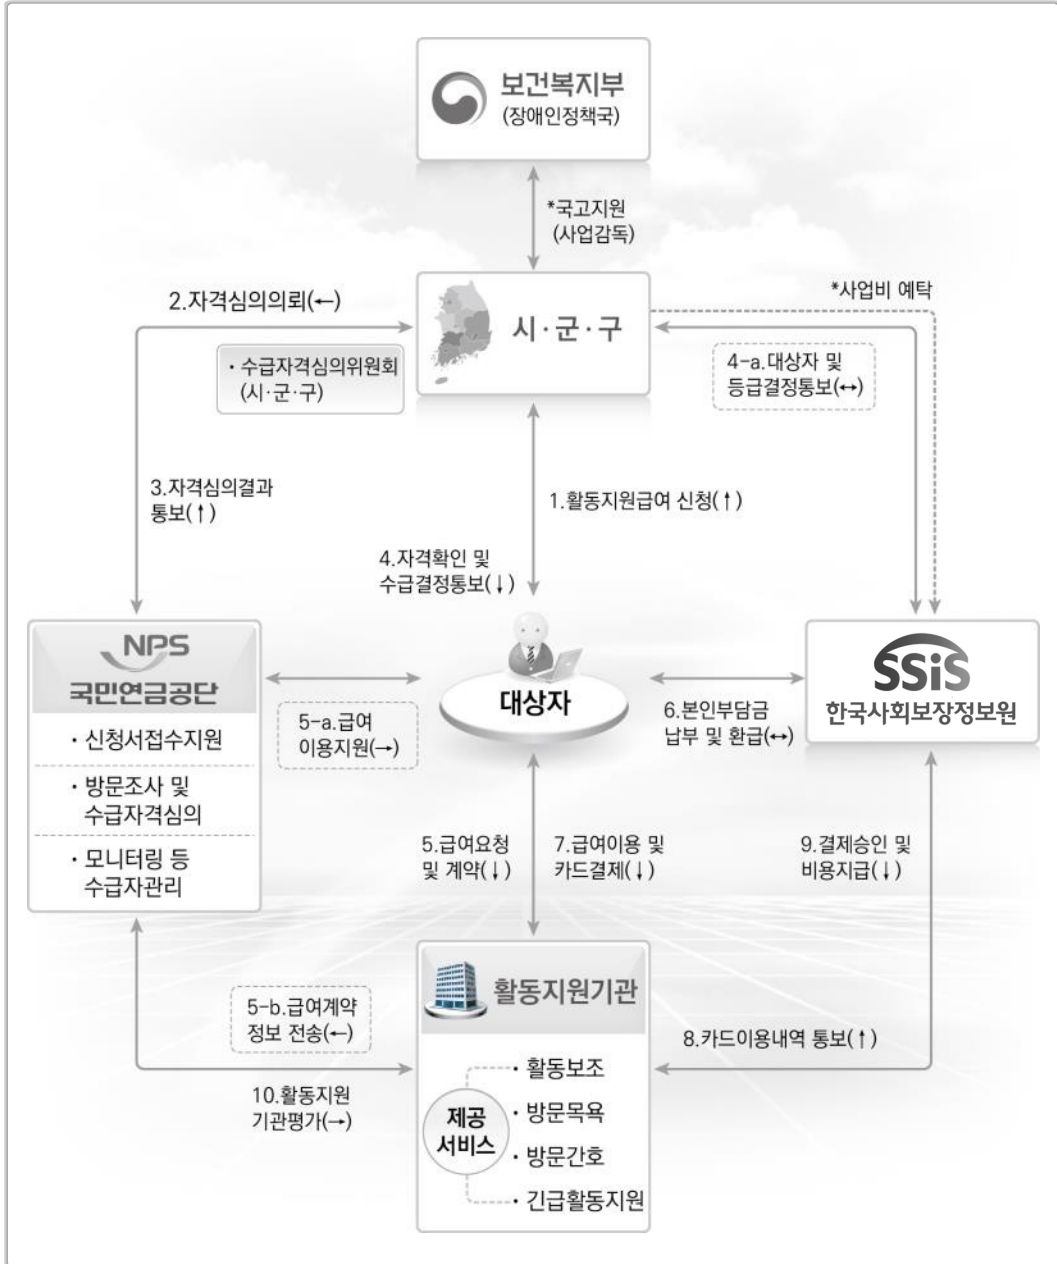 보건복지부
(장애인정책국)
*국고지원
(사업감독)
2.자격심의의뢰(←)
*사업비 예탁
시·군·구
· 수급자격심의위원회
(시·군·구)
4-a.대상자 및
등급결정통보(↔)
3.자격심의결과
통보(↑)
1.활동지원급여 신청(↑)
4.자격확인 및
수급결정통보(↓)
NPS
국민연금공단
· 신청서접수지원
· 방문조사 및
수급자격심의
· 모니터링 등
수급자관리
대상자
SSiS
한국사회보장정보원
5-a.급여
이용지원(→)
6.본인부담금
납부 및 환급(↔)
5.급여요청
및 계약(↓)
7.급여이용 및
카드결제(↓)
9.결제승인 및
비용지급(↓)
5-b.급여계약
정보 전송(←)
10.활동지원
기관평가(→)
활동지원기관
8.카드이용내역 통보(↑)
제공
서비스
· 활동보조
· 방문목욕
· 방문간호
· 긴급활동지원